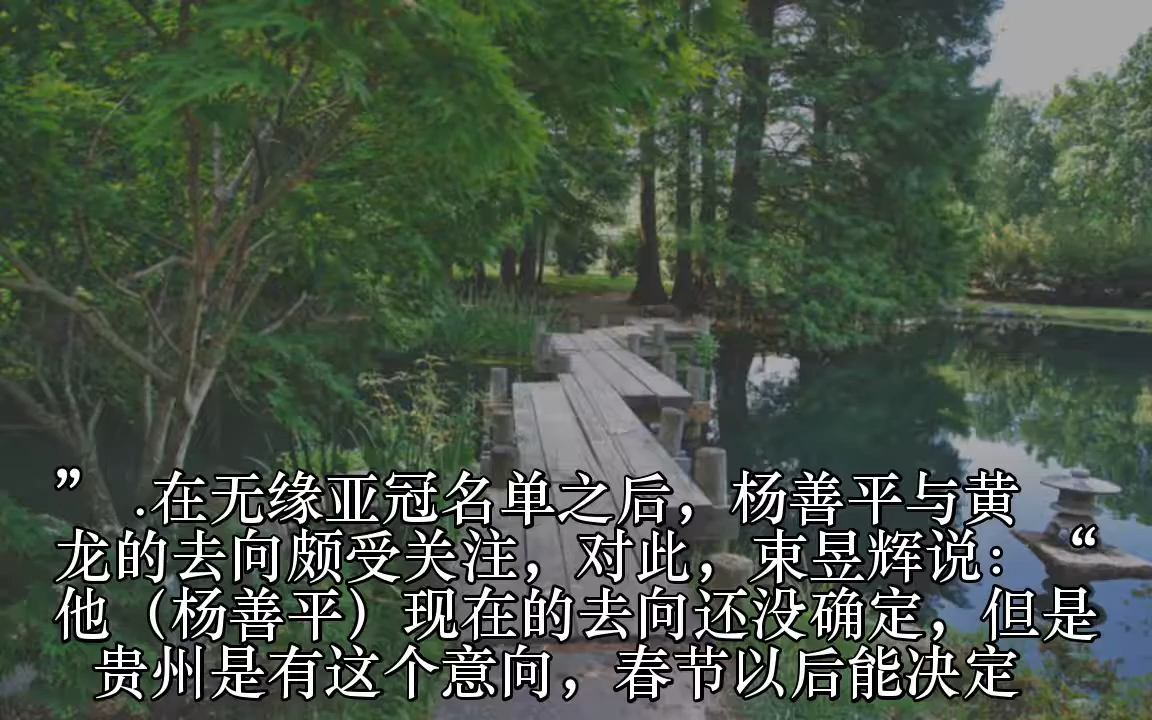 ” .在无缘亚冠名单之后，杨善平与黄
龙的去向颇受关注，对此，束昱辉说：“
他（杨善平）现在的去向还没确定，但是
贵州是有这个意向，春节以后能决定